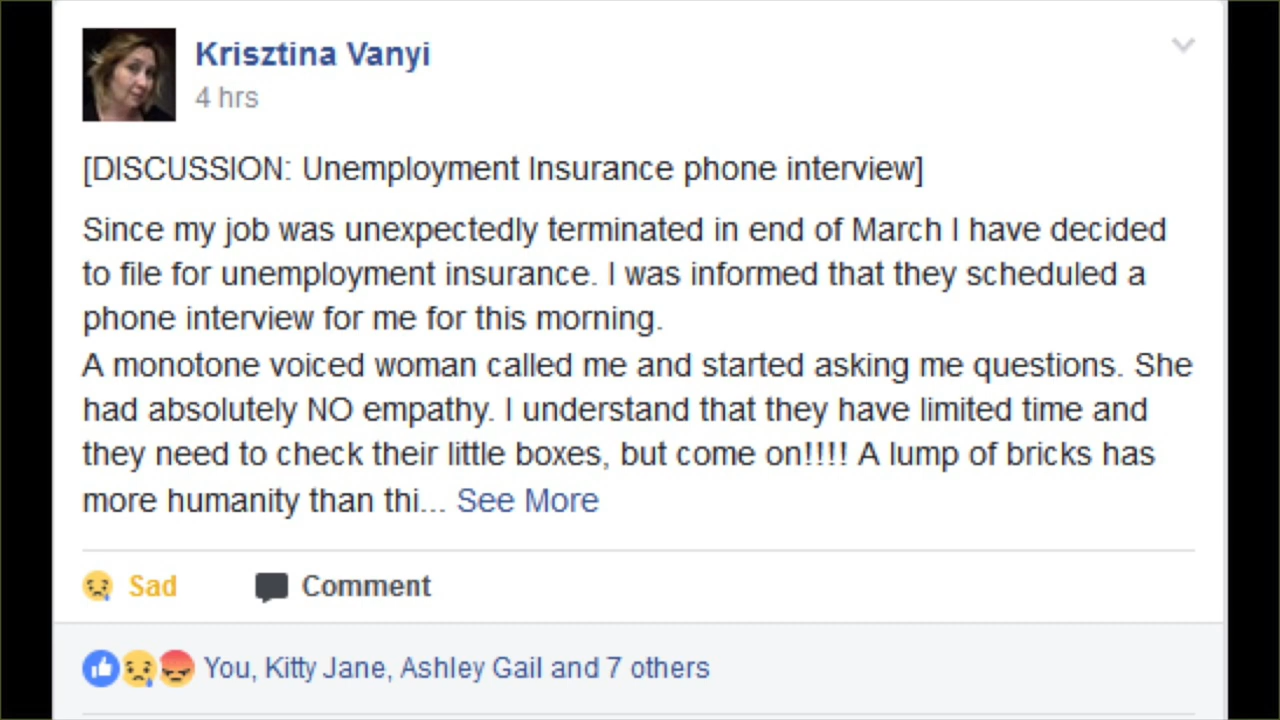 Krisztina Vanyi
4 hrs
[DISCUSSION: Unemployment Insurance phone interview]
Since my job was unexpectedly terminated in end of March I have decided
to file for unemployment insurance. I was informed that they scheduled a
phone interview for me for this morning.
A monotone voiced woman called me and started asking me questions. She
had absolutely NO empathy. I understand that they have limited time and
they need to check their little boxes, but come on!!!! A lump of bricks has
more humanity than thi... See More
Sad Comment
You, Kitty Jane, Ashley Gail and 7 others